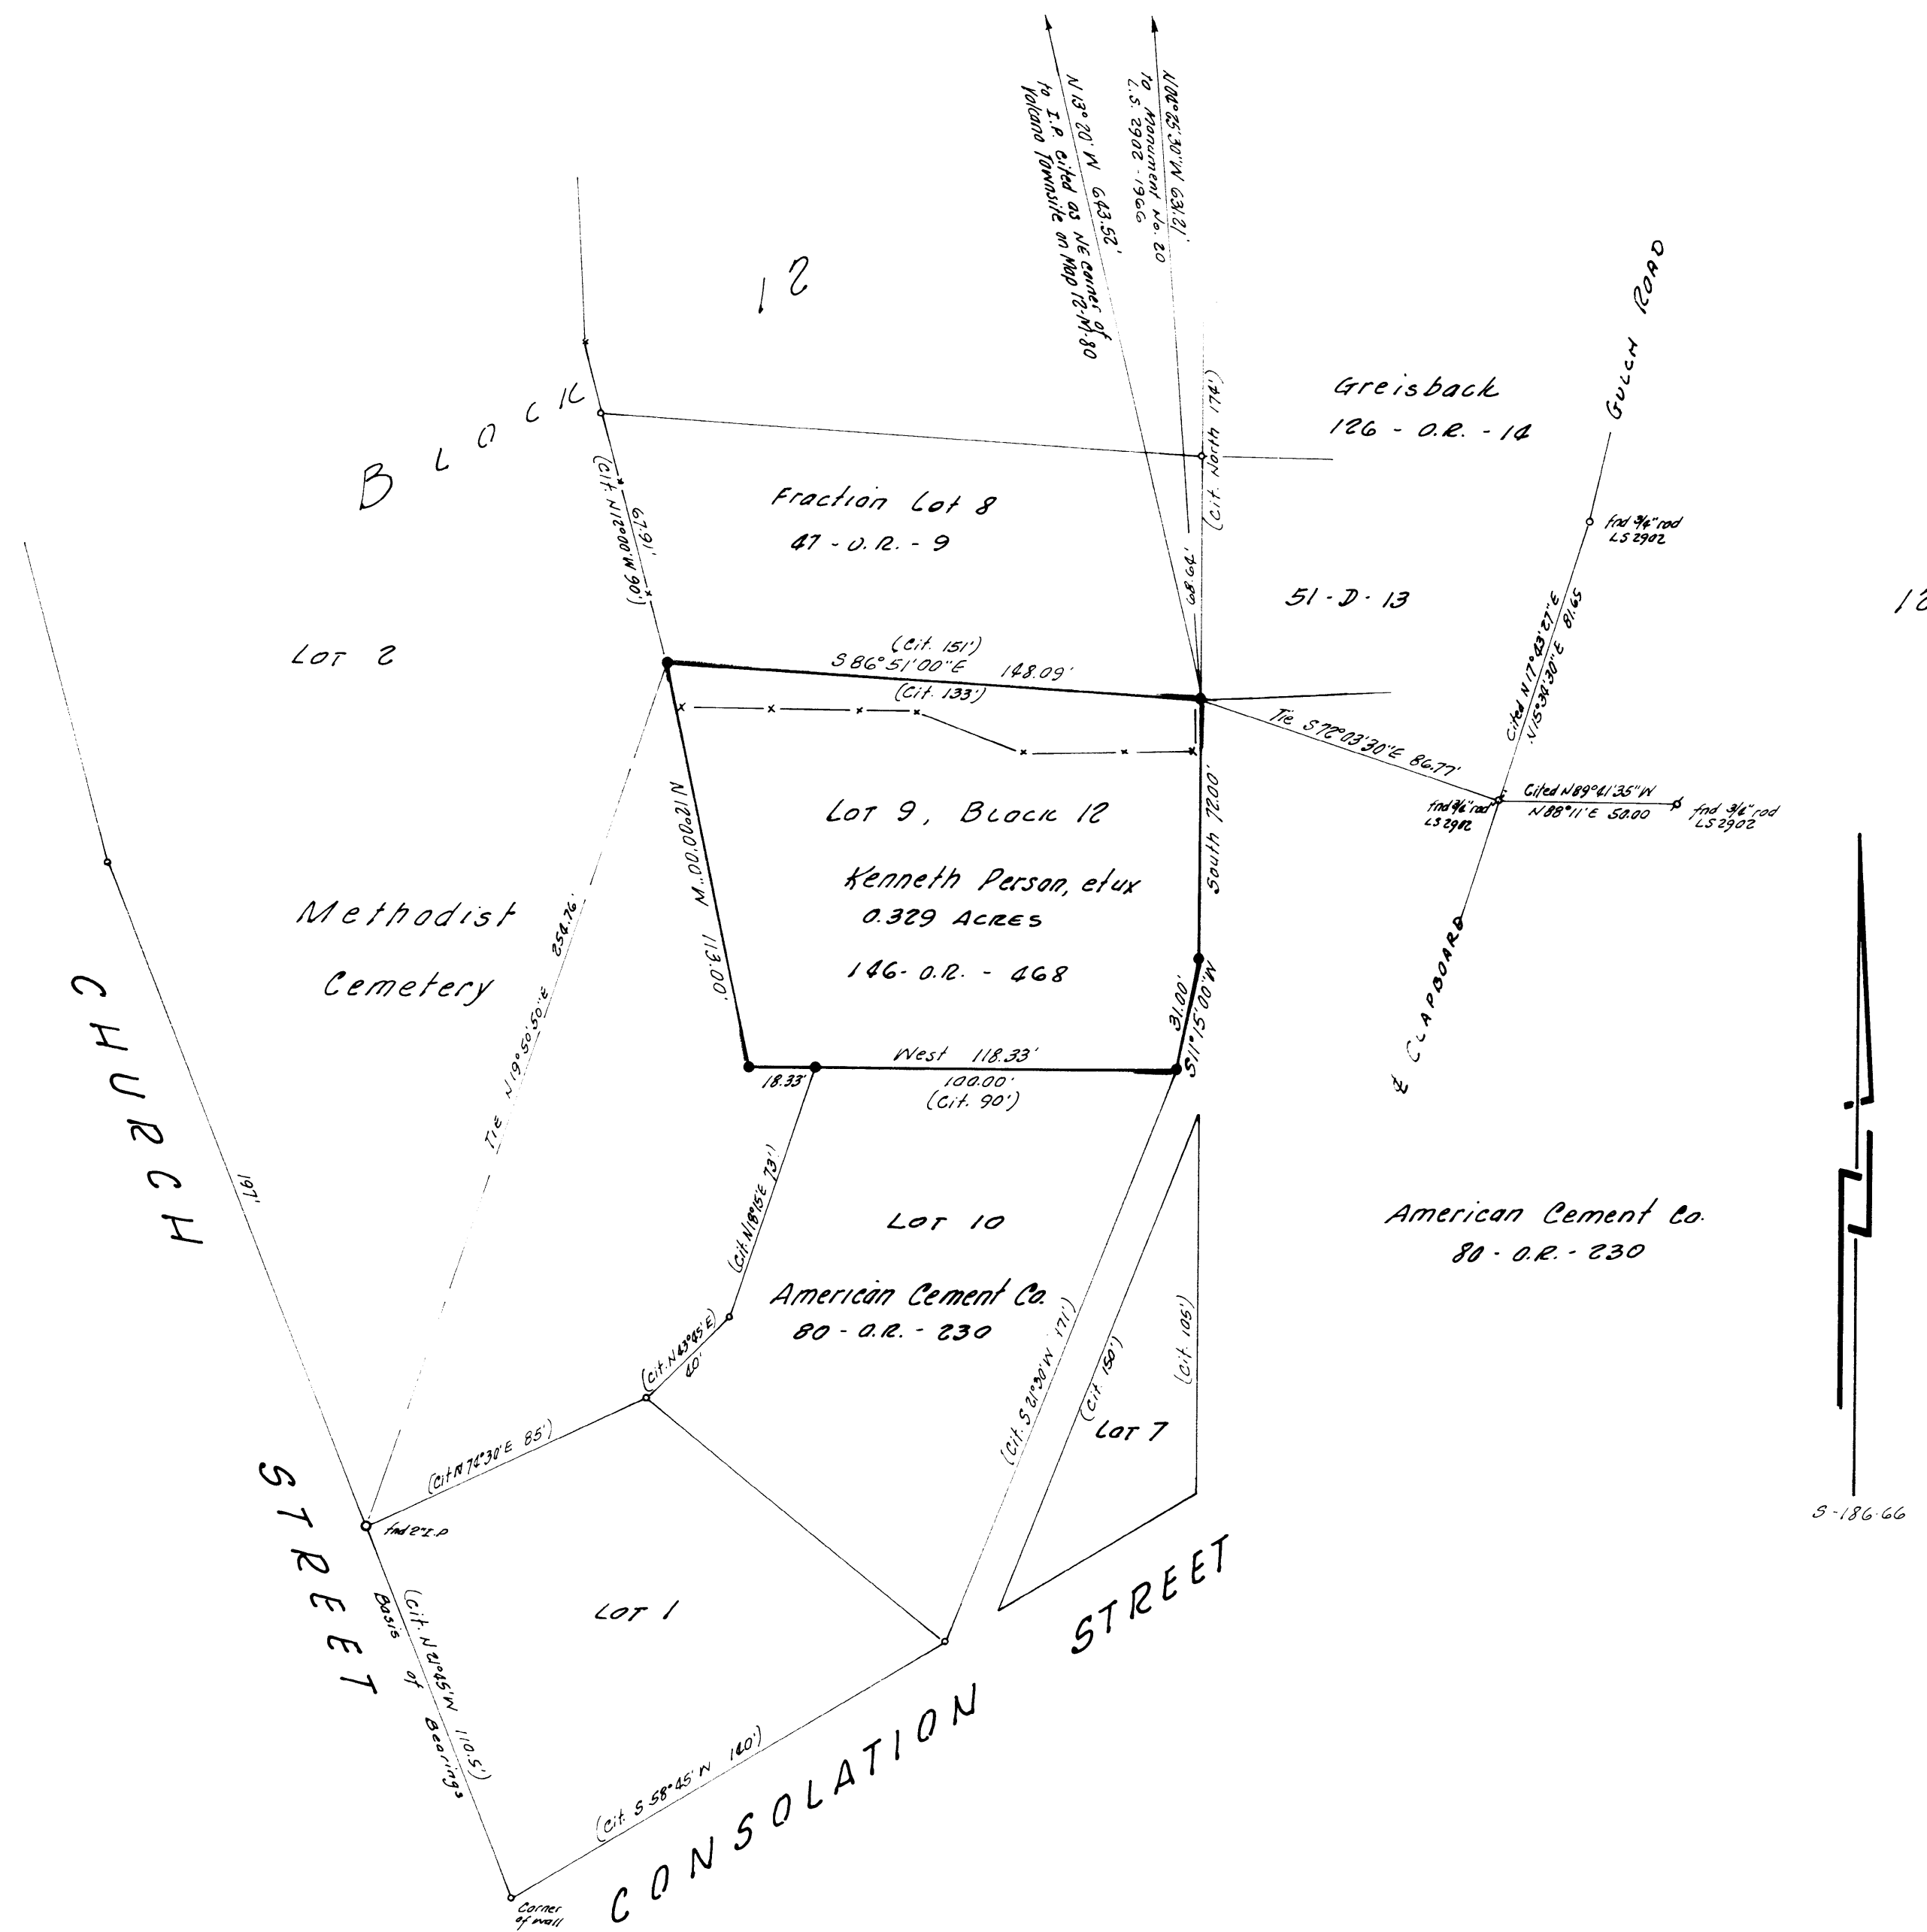 N 13° 20' W 643.52'
to I.P. cited as NE corner of
Volcano Townsite on Map 12-M-80
N 02° 25' 30" W 631.21'
to Monument No. 20
L.S. 2902 - 1966
12
BLOCK
Greisback
126 - O.R. - 14
GULCH ROAD
(Cit. North 174')
68.64'
fnd 3/4" rod
LS 2902
Fraction Lot 8
47 - O.R. - 9
67.91'
(Cit. N12°00'W 90')
51 - D - 13
12
LOT 2
(Cit. 151')
S 86° 51' 00" E 148.09'
(Cit. 133')
Cited N 17° 43' 27" E
N 15° 34' 30" E 81.65
Tie S 72° 03' 30" E 86.77'
Cited N 89° 41' 35" W
N 88° 11' E 50.00
fnd 3/4" rod
LS 2902
fnd 3/4" rod
LS 2902
LOT 9, BLOCK 12
Kenneth Person, etux
0.329 ACRES
146 - O.R. - 468
N 12° 00' 00" W 113.00'
South 72.00'
31.00'
S 11° 15' 00" W
Methodist
Cemetery
Tie N 19° 50' 50" E 254.76'
℄ CLAPBOARD
West 118.33'
18.33'
100.00'
(Cit. 90')
CHURCH
197'
(Cit. N 18° 15' E 73')
LOT 10
American Cement Co.
80 - O.R. - 230
American Cement Co.
80 - O.R. - 230
(Cit. N 43° 45' E)
40'
(Cit. S 21° 30' W 171')
(Cit. 150')
(Cit. 105')
LOT 7
(Cit N 74° 30' E 85')
fnd 2" I.P
S-186-66
STREET
(Cit. N 21° 45' W 110.5')
Basis of Bearings
LOT 1
(Cit. S 58° 45' W 140')
CONSOLATION STREET
Corner
of wall